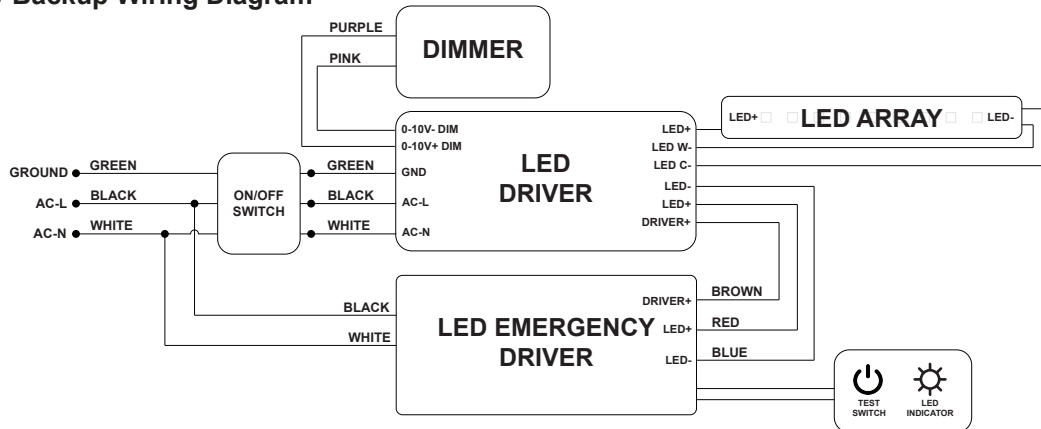 Backup Wiring Diagram
PURPLE
PINK
DIMMER
0-10V- DIM
0-10V+ DIM
GND
AC-L
AC-N
LED
DRIVER
LED+
LED W-
LED C-
LED-
LED+
DRIVER+
LED+
LED ARRAY
LED-
GROUND
GREEN
AC-L
BLACK
AC-N
WHITE
ON/OFF
SWITCH
GREEN
BLACK
WHITE
BLACK
WHITE
LED EMERGENCY
DRIVER
DRIVER+
LED+
LED-
BROWN
RED
BLUE
TEST
SWITCH
LED
INDICATOR